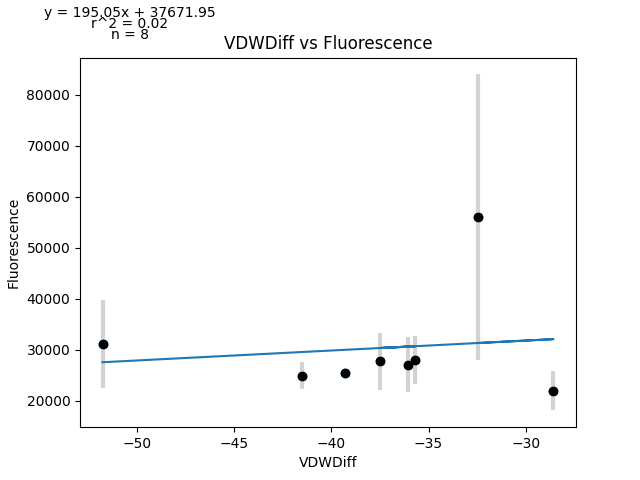 y = 195.05x + 37671.95
r^2 = 0.02
n = 8
VDWDiff vs Fluorescence
80000
70000
60000
50000
40000
30000
20000
Fluorescence
−50
−45
−40
−35
−30
VDWDiff